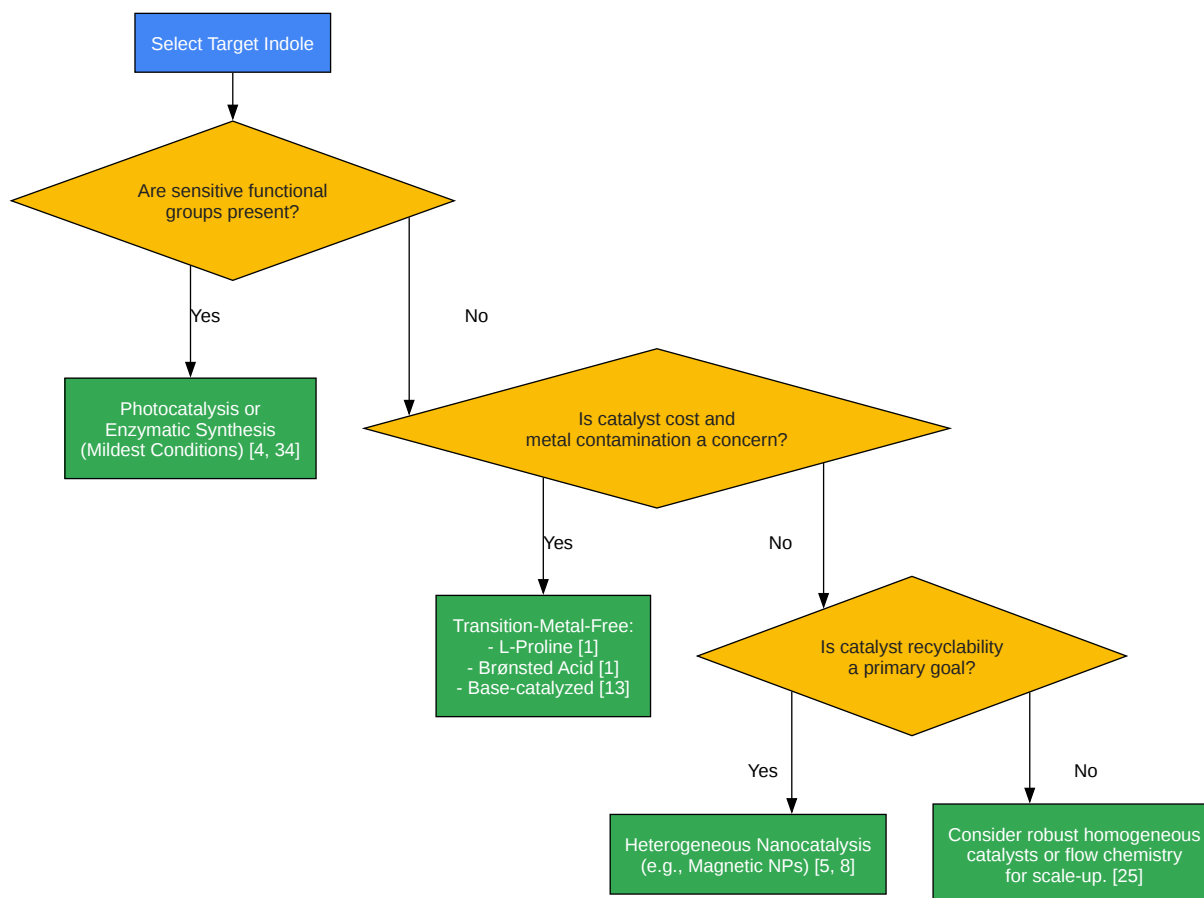 Select Target Indole
Are sensitive functional
groups present?
Yes
No
Photocatalysis or
Enzymatic Synthesis
(Mildest Conditions) [4, 34]
Is catalyst cost and
metal contamination a concern?
Yes
No
Transition-Metal-Free:
- L-Proline [1]
- Brønsted Acid [1]
- Base-catalyzed [13]
Is catalyst recyclability
a primary goal?
Yes
No
Heterogeneous Nanocatalysis
(e.g., Magnetic NPs) [5, 8]
Consider robust homogeneous
catalysts or flow chemistry
for scale-up. [25]